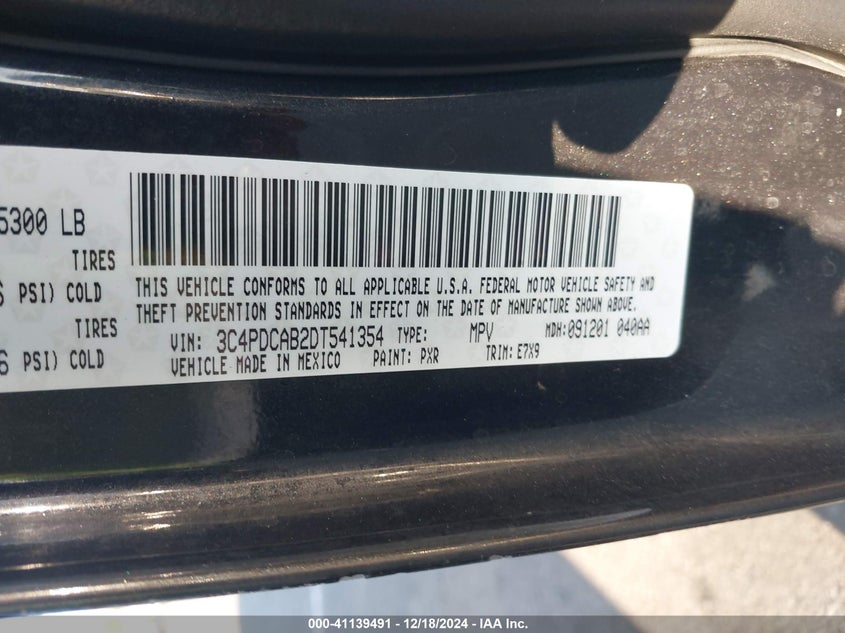 5300 LB
TIRES
PSI) COLD
TIRES
PSI) COLD
THIS VEHICLE CONFORMS TO ALL APPLICABLE U.S.A. FEDERAL MOTOR VEHICLE SAFETY AND
THEFT PREVENTION STANDARDS IN EFFECT ON THE DATE OF MANUFACTURE SHOWN ABOVE.
VIN: 3C4PDCAB2DT541354 TYPE: MPV MDH:091201 040AA
VEHICLE MADE IN MEXICO PAINT: PXR TRIM: E7X9
000-41139491 - 12/18/2024 - IAA Inc.